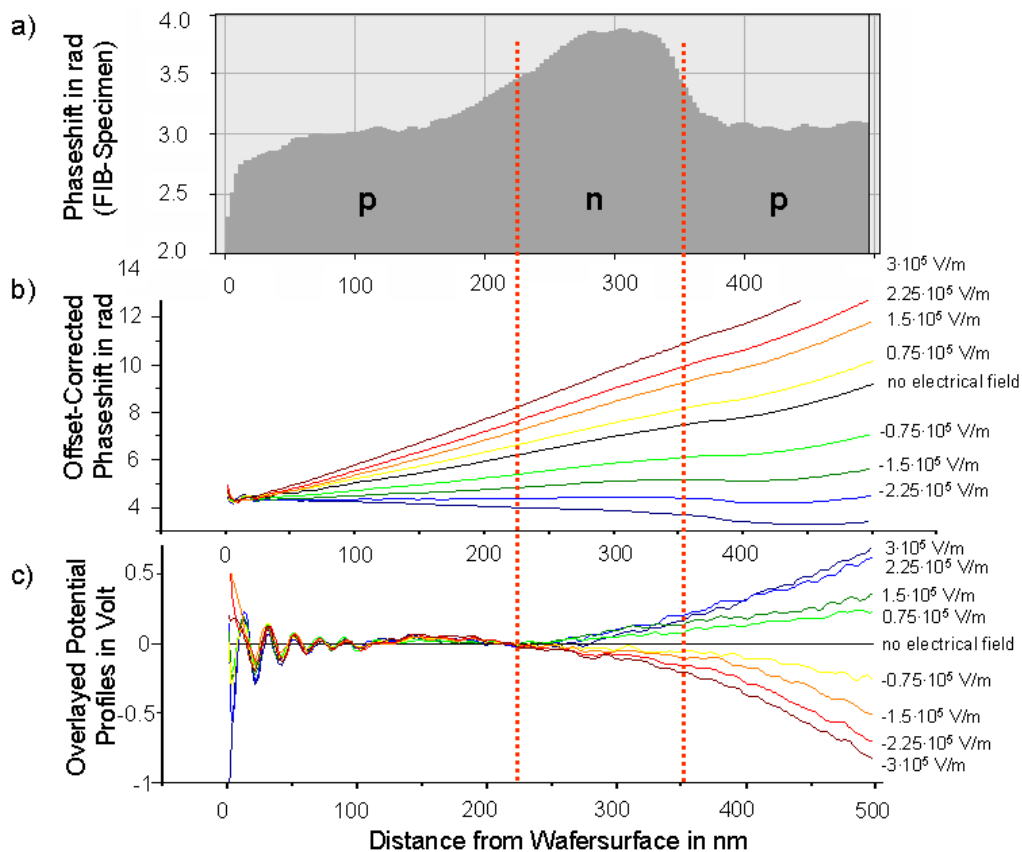 a)
Phaseshift in rad
(FIB-Specimen)
4.0
3.5
3.0
2.5
2.0
p
n
p
0
100
200
300
400
b)
Offset-Corrected
Phaseshift in rad
14
12
10
8
6
4
3·10⁵ V/m
2.25·10⁵ V/m
1.5·10⁵ V/m
0.75·10⁵ V/m
no electrical field
-0.75·10⁵ V/m
-1.5·10⁵ V/m
-2.25·10⁵ V/m
0
100
200
300
400
c)
Overlayed Potential
Profiles in Volt
0.5
0
-0.5
-1
3·10⁵ V/m
2.25·10⁵ V/m
1.5·10⁵ V/m
0.75·10⁵ V/m
no electrical field
-0.75·10⁵ V/m
-1.5·10⁵ V/m
-2.25·10⁵ V/m
-3·10⁵ V/m
0
100
200
300
400
500
Distance from Wafersurface in nm